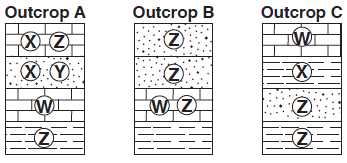 Outcrop A Outcrop B Outcrop C
X Z Z W
X Y Z X
W W Z Z
Z Z